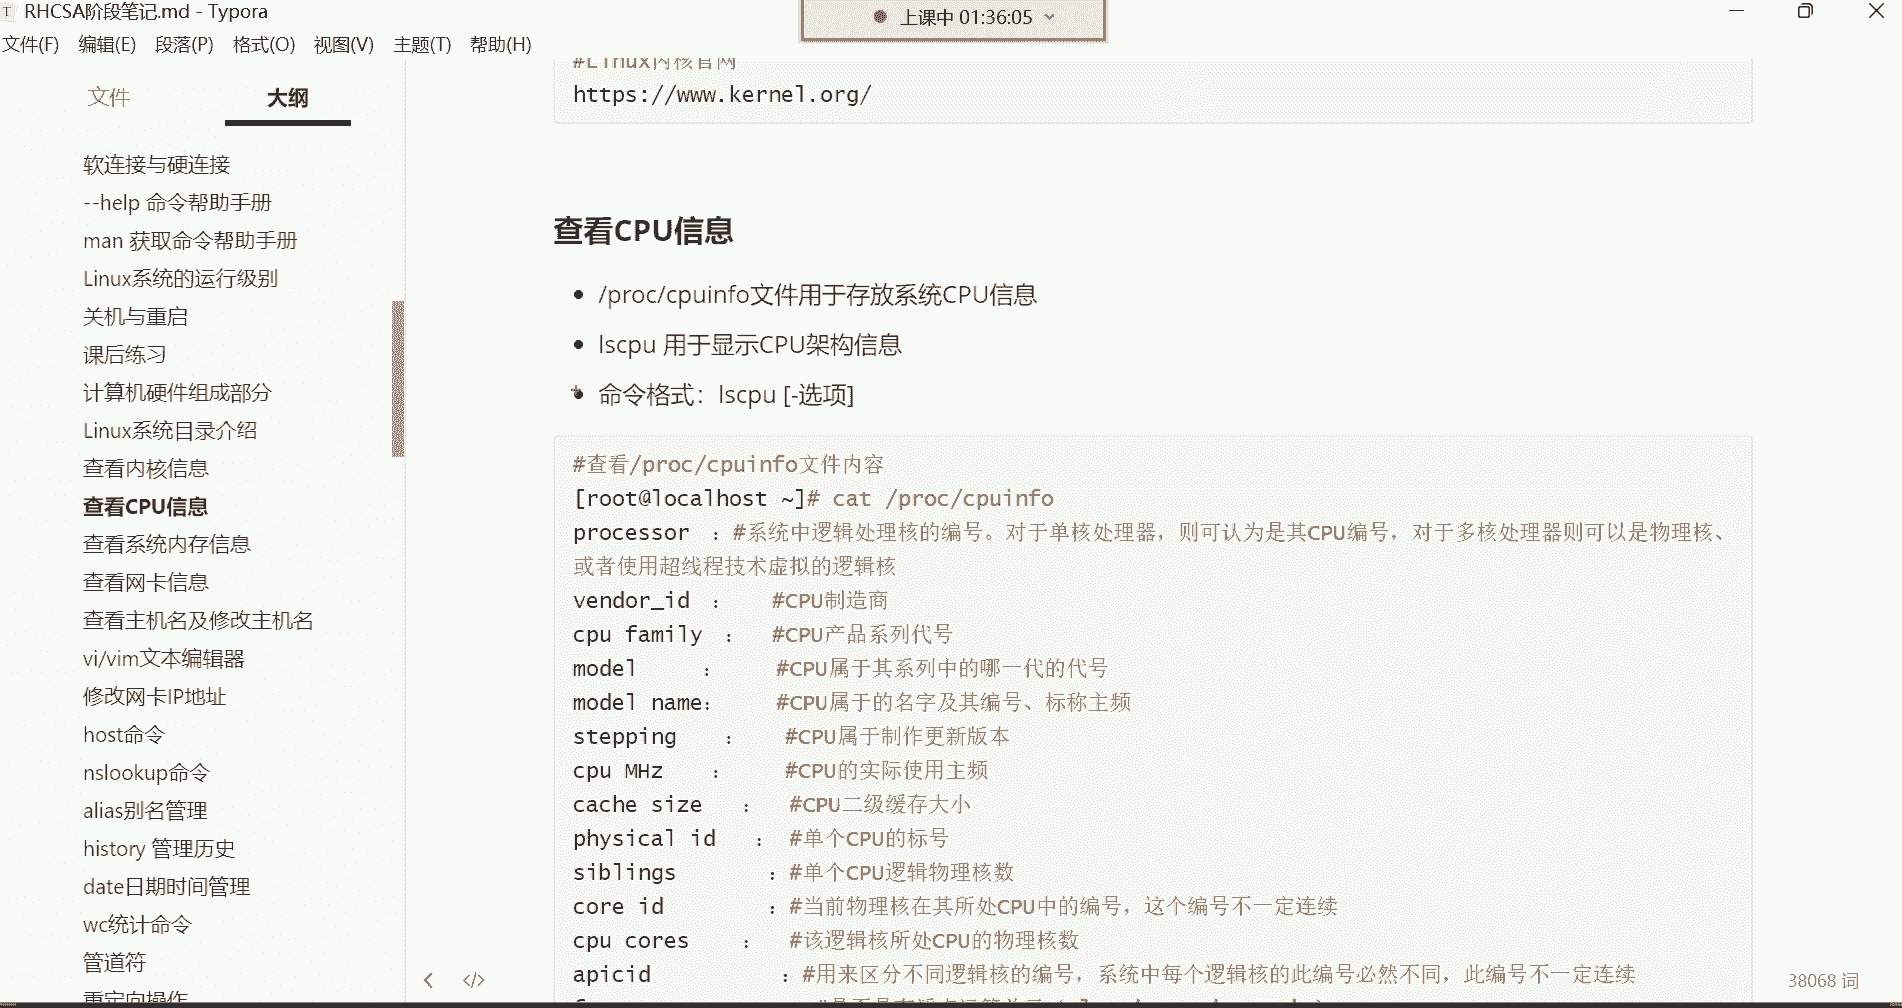 RHCSA阶段笔记.md - Typora
上课中 01:36:05
文件(F) 编辑(E) 段落(P) 格式(O) 视图(V) 主题(T) 帮助(H)
文件 大纲
软连接与硬连接
--help 命令帮助手册
man 获取命令帮助手册
Linux系统的运行级别
关机与重启
课后练习
计算机硬件组成部分
Linux系统目录介绍
查看内核信息
查看CPU信息
查看系统内存信息
查看网卡信息
查看主机名及修改主机名
vi/vim文本编辑器
修改网卡IP地址
host命令
nslookup命令
alias别名管理
history 管理历史
date日期时间管理
wc统计命令
管道符
重定向操作
#Linux内核官网
https://www.kernel.org/
查看CPU信息
/proc/cpuinfo文件用于存放系统CPU信息
lscpu 用于显示CPU架构信息
命令格式：lscpu [-选项]
#查看/proc/cpuinfo文件内容
[root@localhost ~]# cat /proc/cpuinfo
processor ：#系统中逻辑处理核的编号。对于单核处理器，则可认为是其CPU编号，对于多核处理器则可以是物理核、
或者使用超线程技术虚拟的逻辑核
vendor_id ： #CPU制造商
cpu family ： #CPU产品系列代号
model ： #CPU属于其系列中的哪一代的代号
model name： #CPU属于的名字及其编号、标称主频
stepping ： #CPU属于制作更新版本
cpu MHz ： #CPU的实际使用主频
cache size ： #CPU二级缓存大小
physical id ： #单个CPU的标号
siblings ：#单个CPU逻辑物理核数
core id ：#当前物理核在其所处CPU中的编号，这个编号不一定连续
cpu cores ： #该逻辑核所处CPU的物理核数
apicid ：#用来区分不同逻辑核的编号，系统中每个逻辑核的此编号必然不同，此编号不一定连续
38068 词